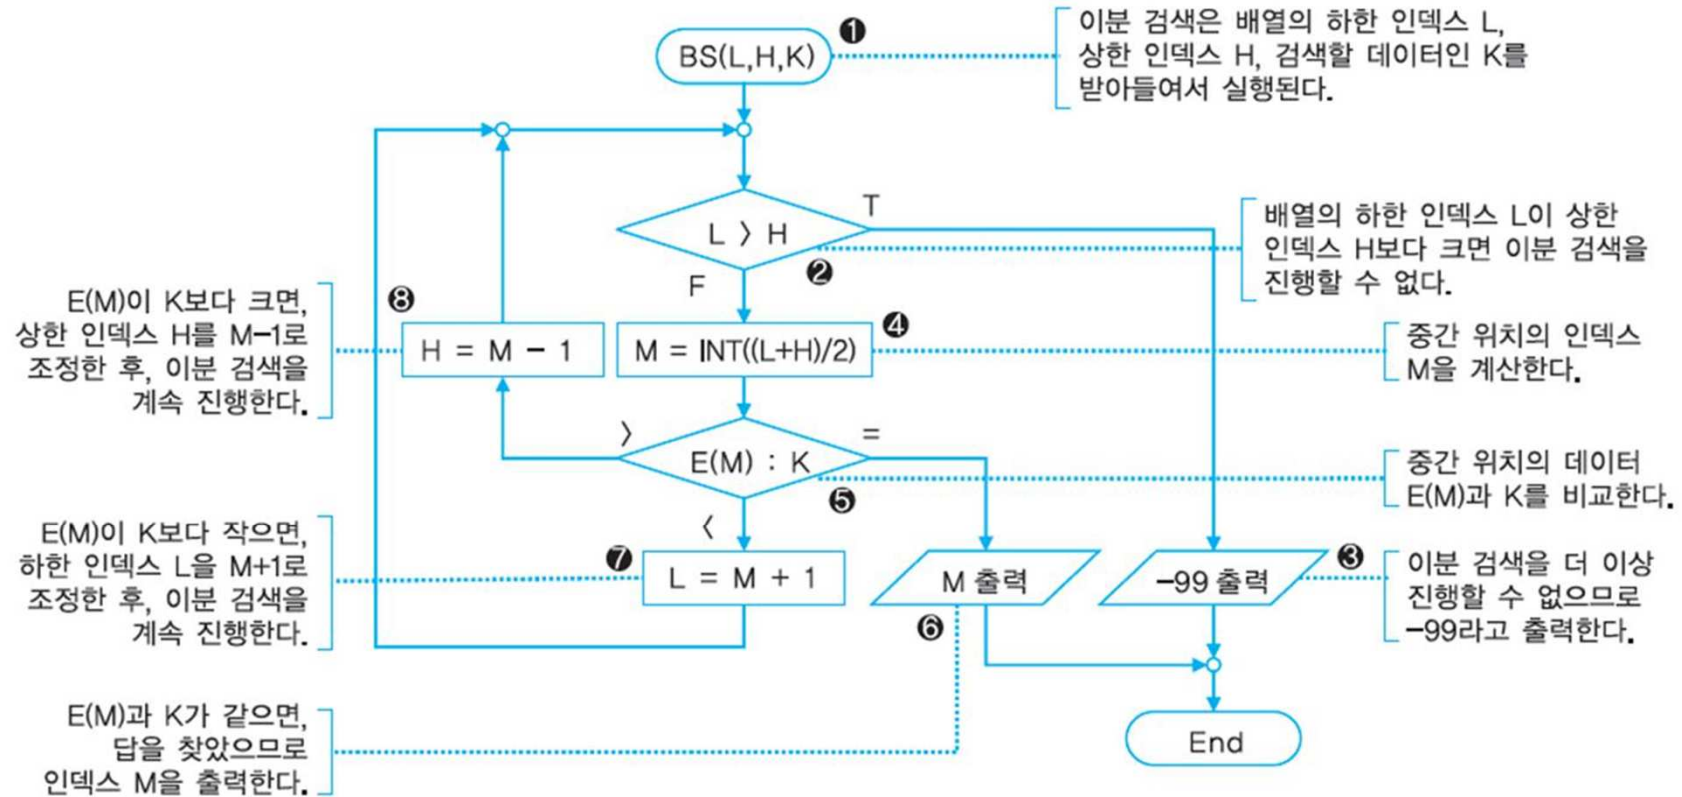 BS(L,H,K)
❶
이분 검색은 배열의 하한 인덱스 L,
상한 인덱스 H, 검색할 데이터인 K를
받아들여서 실행된다.
L > H
T
F
❷
배열의 하한 인덱스 L이 상한
인덱스 H보다 크면 이분 검색을
진행할 수 없다.
E(M)이 K보다 크면,
상한 인덱스 H를 M-1로
조정한 후, 이분 검색을
계속 진행한다.
❽
H = M - 1
M = INT((L+H)/2)
❹
중간 위치의 인덱스
M을 계산한다.
>
E(M) : K
=
<
❺
중간 위치의 데이터
E(M)과 K를 비교한다.
E(M)이 K보다 작으면,
하한 인덱스 L을 M+1로
조정한 후, 이분 검색을
계속 진행한다.
❼
L = M + 1
M 출력
❻
-99 출력
❸
이분 검색을 더 이상
진행할 수 없으므로
-99라고 출력한다.
E(M)과 K가 같으면,
답을 찾았으므로
인덱스 M을 출력한다.
End